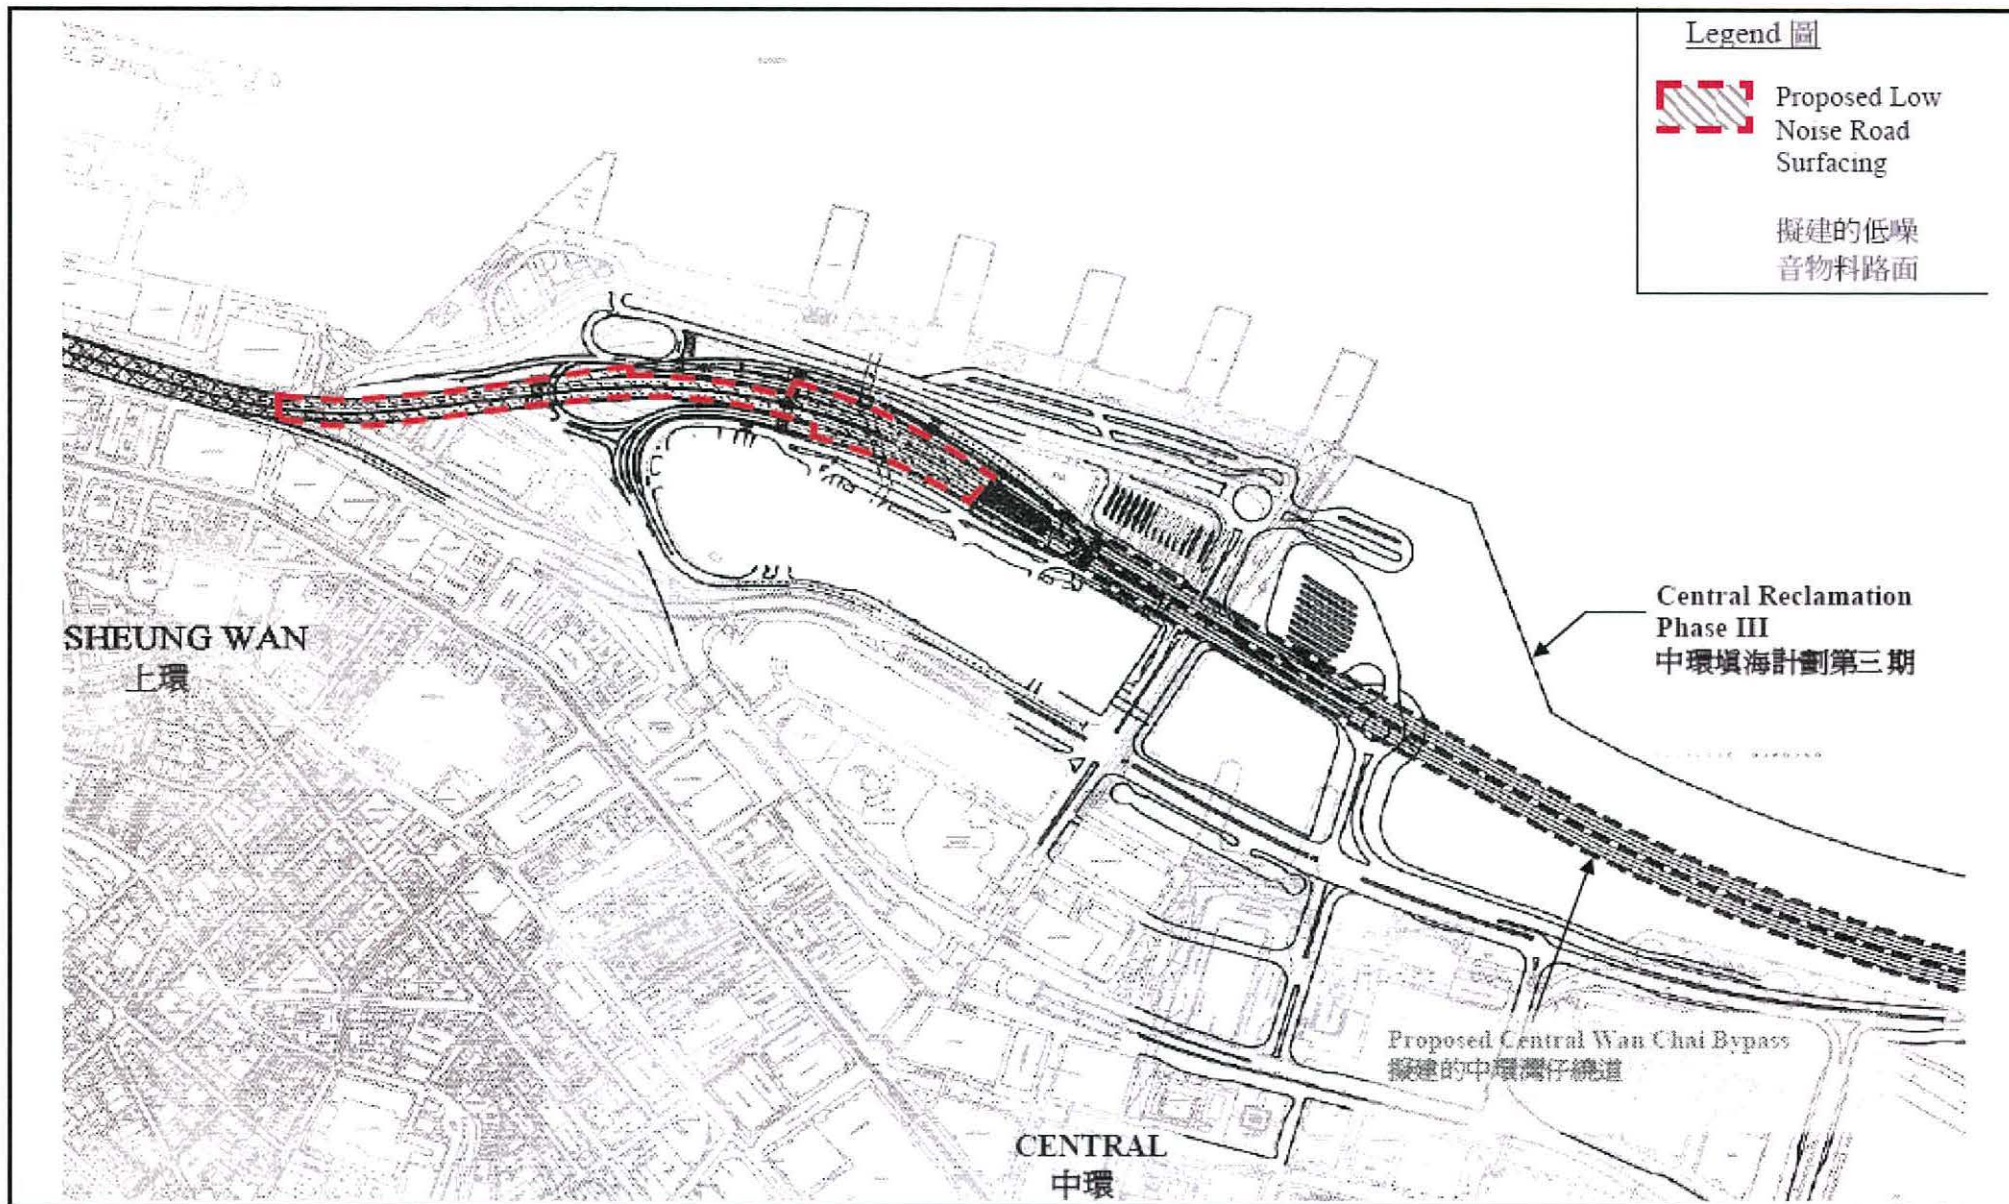 Legend 圖
Proposed Low
Noise Road
Surfacing
擬建的低噪
音物料路面
Central Reclamation
Phase III
中環填海計劃第三期
SHEUNG WAN
上環
Proposed Central Wan Chai Bypass
擬建的中環灣仔繞道
CENTRAL
中環